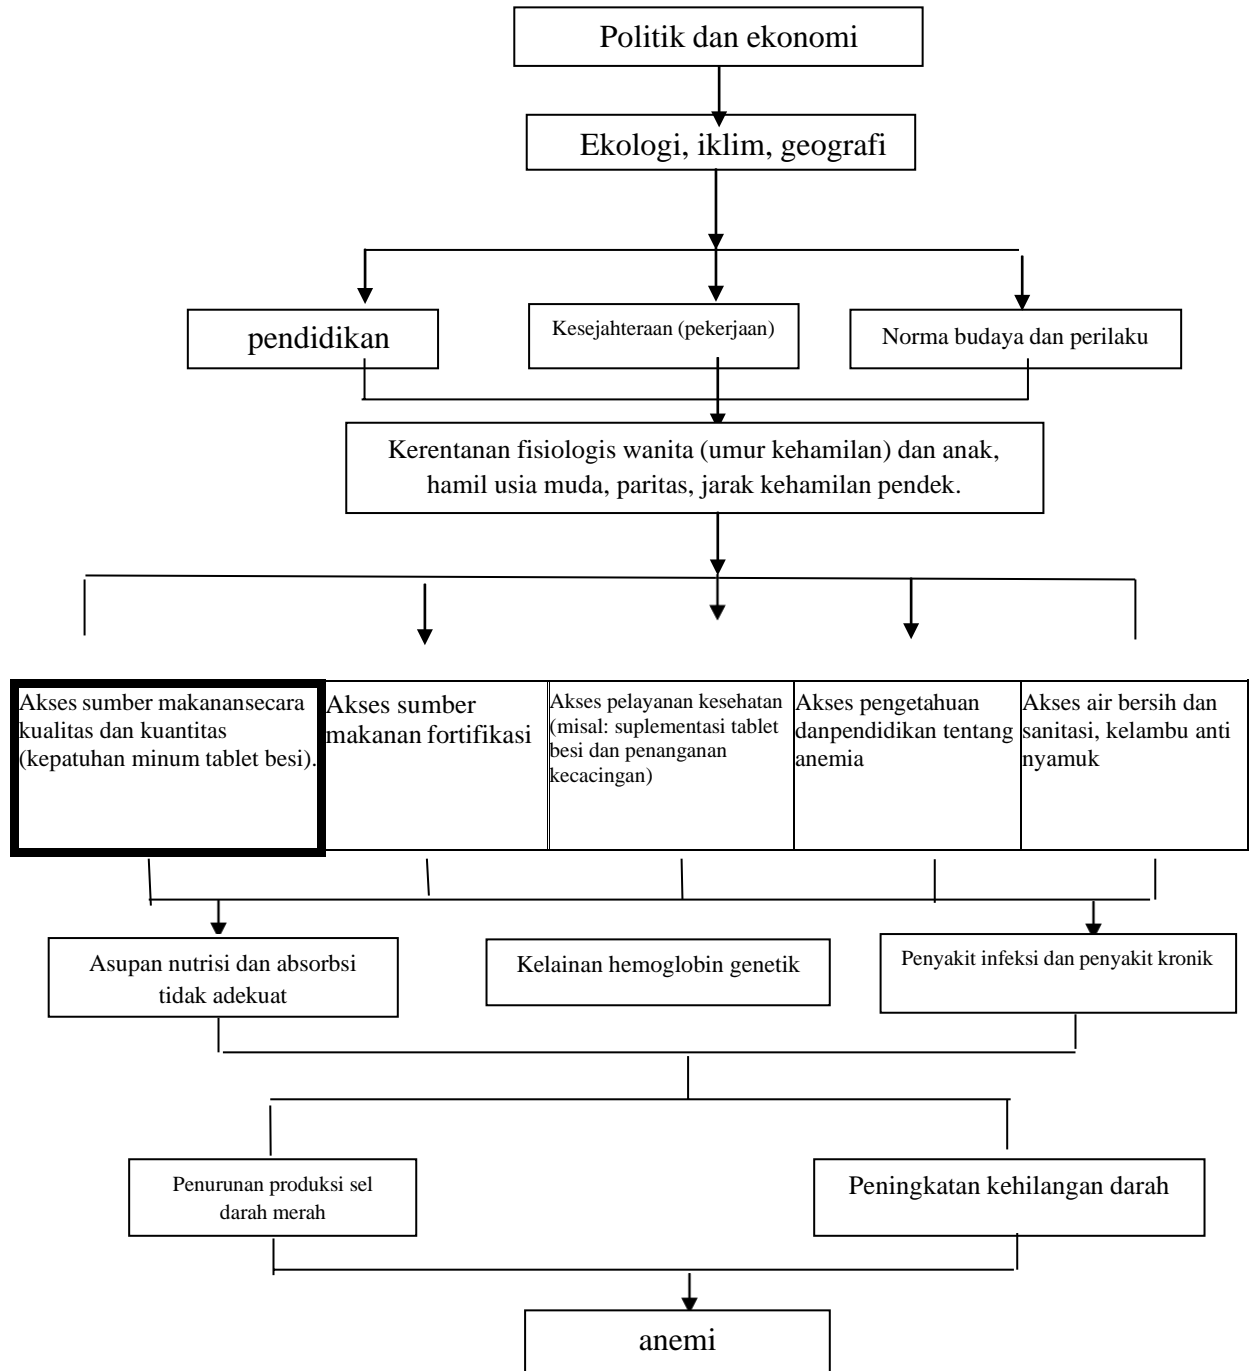 Politik dan ekonomi
Ekologi, iklim, geografi
pendidikan
Kesejahteraan (pekerjaan)
Norma budaya dan perilaku
Kerentanan fisiologis wanita (umur kehamilan) dan anak,
hamil usia muda, paritas, jarak kehamilan pendek.
Akses sumber makanansecara
kualitas dan kuantitas
(kepatuhan minum tablet besi).
Akses sumber
makanan fortifikasi
Akses pelayanan kesehatan
(misal: suplementasi tablet
besi dan penanganan
kecacingan)
Akses pengetahuan
danpendidikan tentang
anemia
Akses air bersih dan
sanitasi, kelambu anti
nyamuk
Asupan nutrisi dan absorbsi
tidak adekuat
Kelainan hemoglobin genetik
Penyakit infeksi dan penyakit kronik
Penurunan produksi sel
darah merah
Peningkatan kehilangan darah
anemi